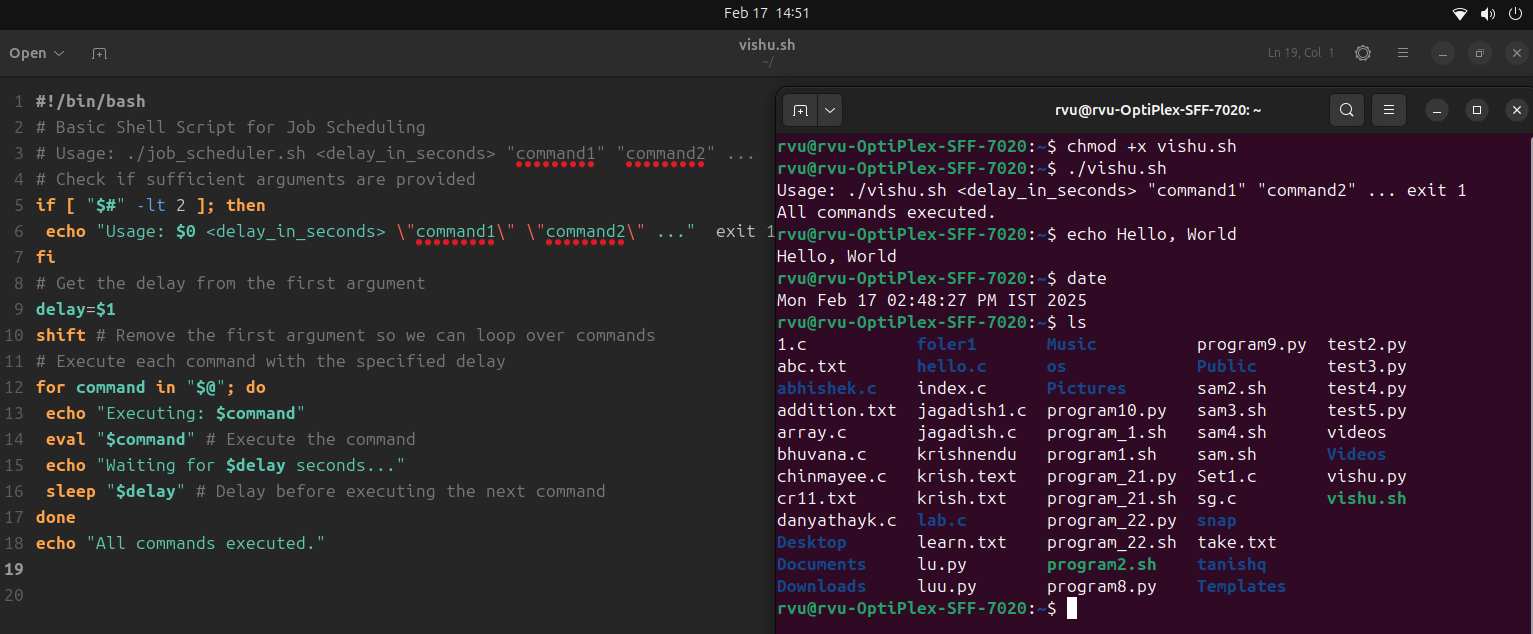 Feb 17 14:51
Open
vishu.sh
~/
Ln 19, Col 1
1 #!/bin/bash
2 # Basic Shell Script for Job Scheduling
3 # Usage: ./job_scheduler.sh <delay_in_seconds> "command1" "command2" ...
4 # Check if sufficient arguments are provided
5 if [ "$#" -lt 2 ]; then
6  echo "Usage: $0 <delay_in_seconds> \"command1\" \"command2\" ..."  exit 1
7 fi
8 # Get the delay from the first argument
9 delay=$1
10 shift # Remove the first argument so we can loop over commands
11 # Execute each command with the specified delay
12 for command in "$@"; do
13  echo "Executing: $command"
14  eval "$command" # Execute the command
15  echo "Waiting for $delay seconds..."
16  sleep "$delay" # Delay before executing the next command
17 done
18 echo "All commands executed."
19
20
rvu@rvu-OptiPlex-SFF-7020: ~
rvu@rvu-OptiPlex-SFF-7020:~$ chmod +x vishu.sh
rvu@rvu-OptiPlex-SFF-7020:~$ ./vishu.sh
Usage: ./vishu.sh <delay_in_seconds> "command1" "command2" ... exit 1
All commands executed.
rvu@rvu-OptiPlex-SFF-7020:~$ echo Hello, World
Hello, World
rvu@rvu-OptiPlex-SFF-7020:~$ date
Mon Feb 17 02:48:27 PM IST 2025
rvu@rvu-OptiPlex-SFF-7020:~$ ls
1.c foler1 Music program9.py test2.py
abc.txt hello.c os Public test3.py
abhishek.c index.c Pictures sam2.sh test4.py
addition.txt jagadish1.c program10.py sam3.sh test5.py
array.c jagadish.c program_1.sh sam4.sh videos
bhuvana.c krishnendu program1.sh sam.sh Videos
chinmayee.c krish.text program_21.py Set1.c vishu.py
cr11.txt krish.txt program_21.sh sg.c vishu.sh
danyathayk.c lab.c program_22.py snap
Desktop learn.txt program_22.sh take.txt
Documents lu.py program2.sh tanishq
Downloads luu.py program8.py Templates
rvu@rvu-OptiPlex-SFF-7020:~$